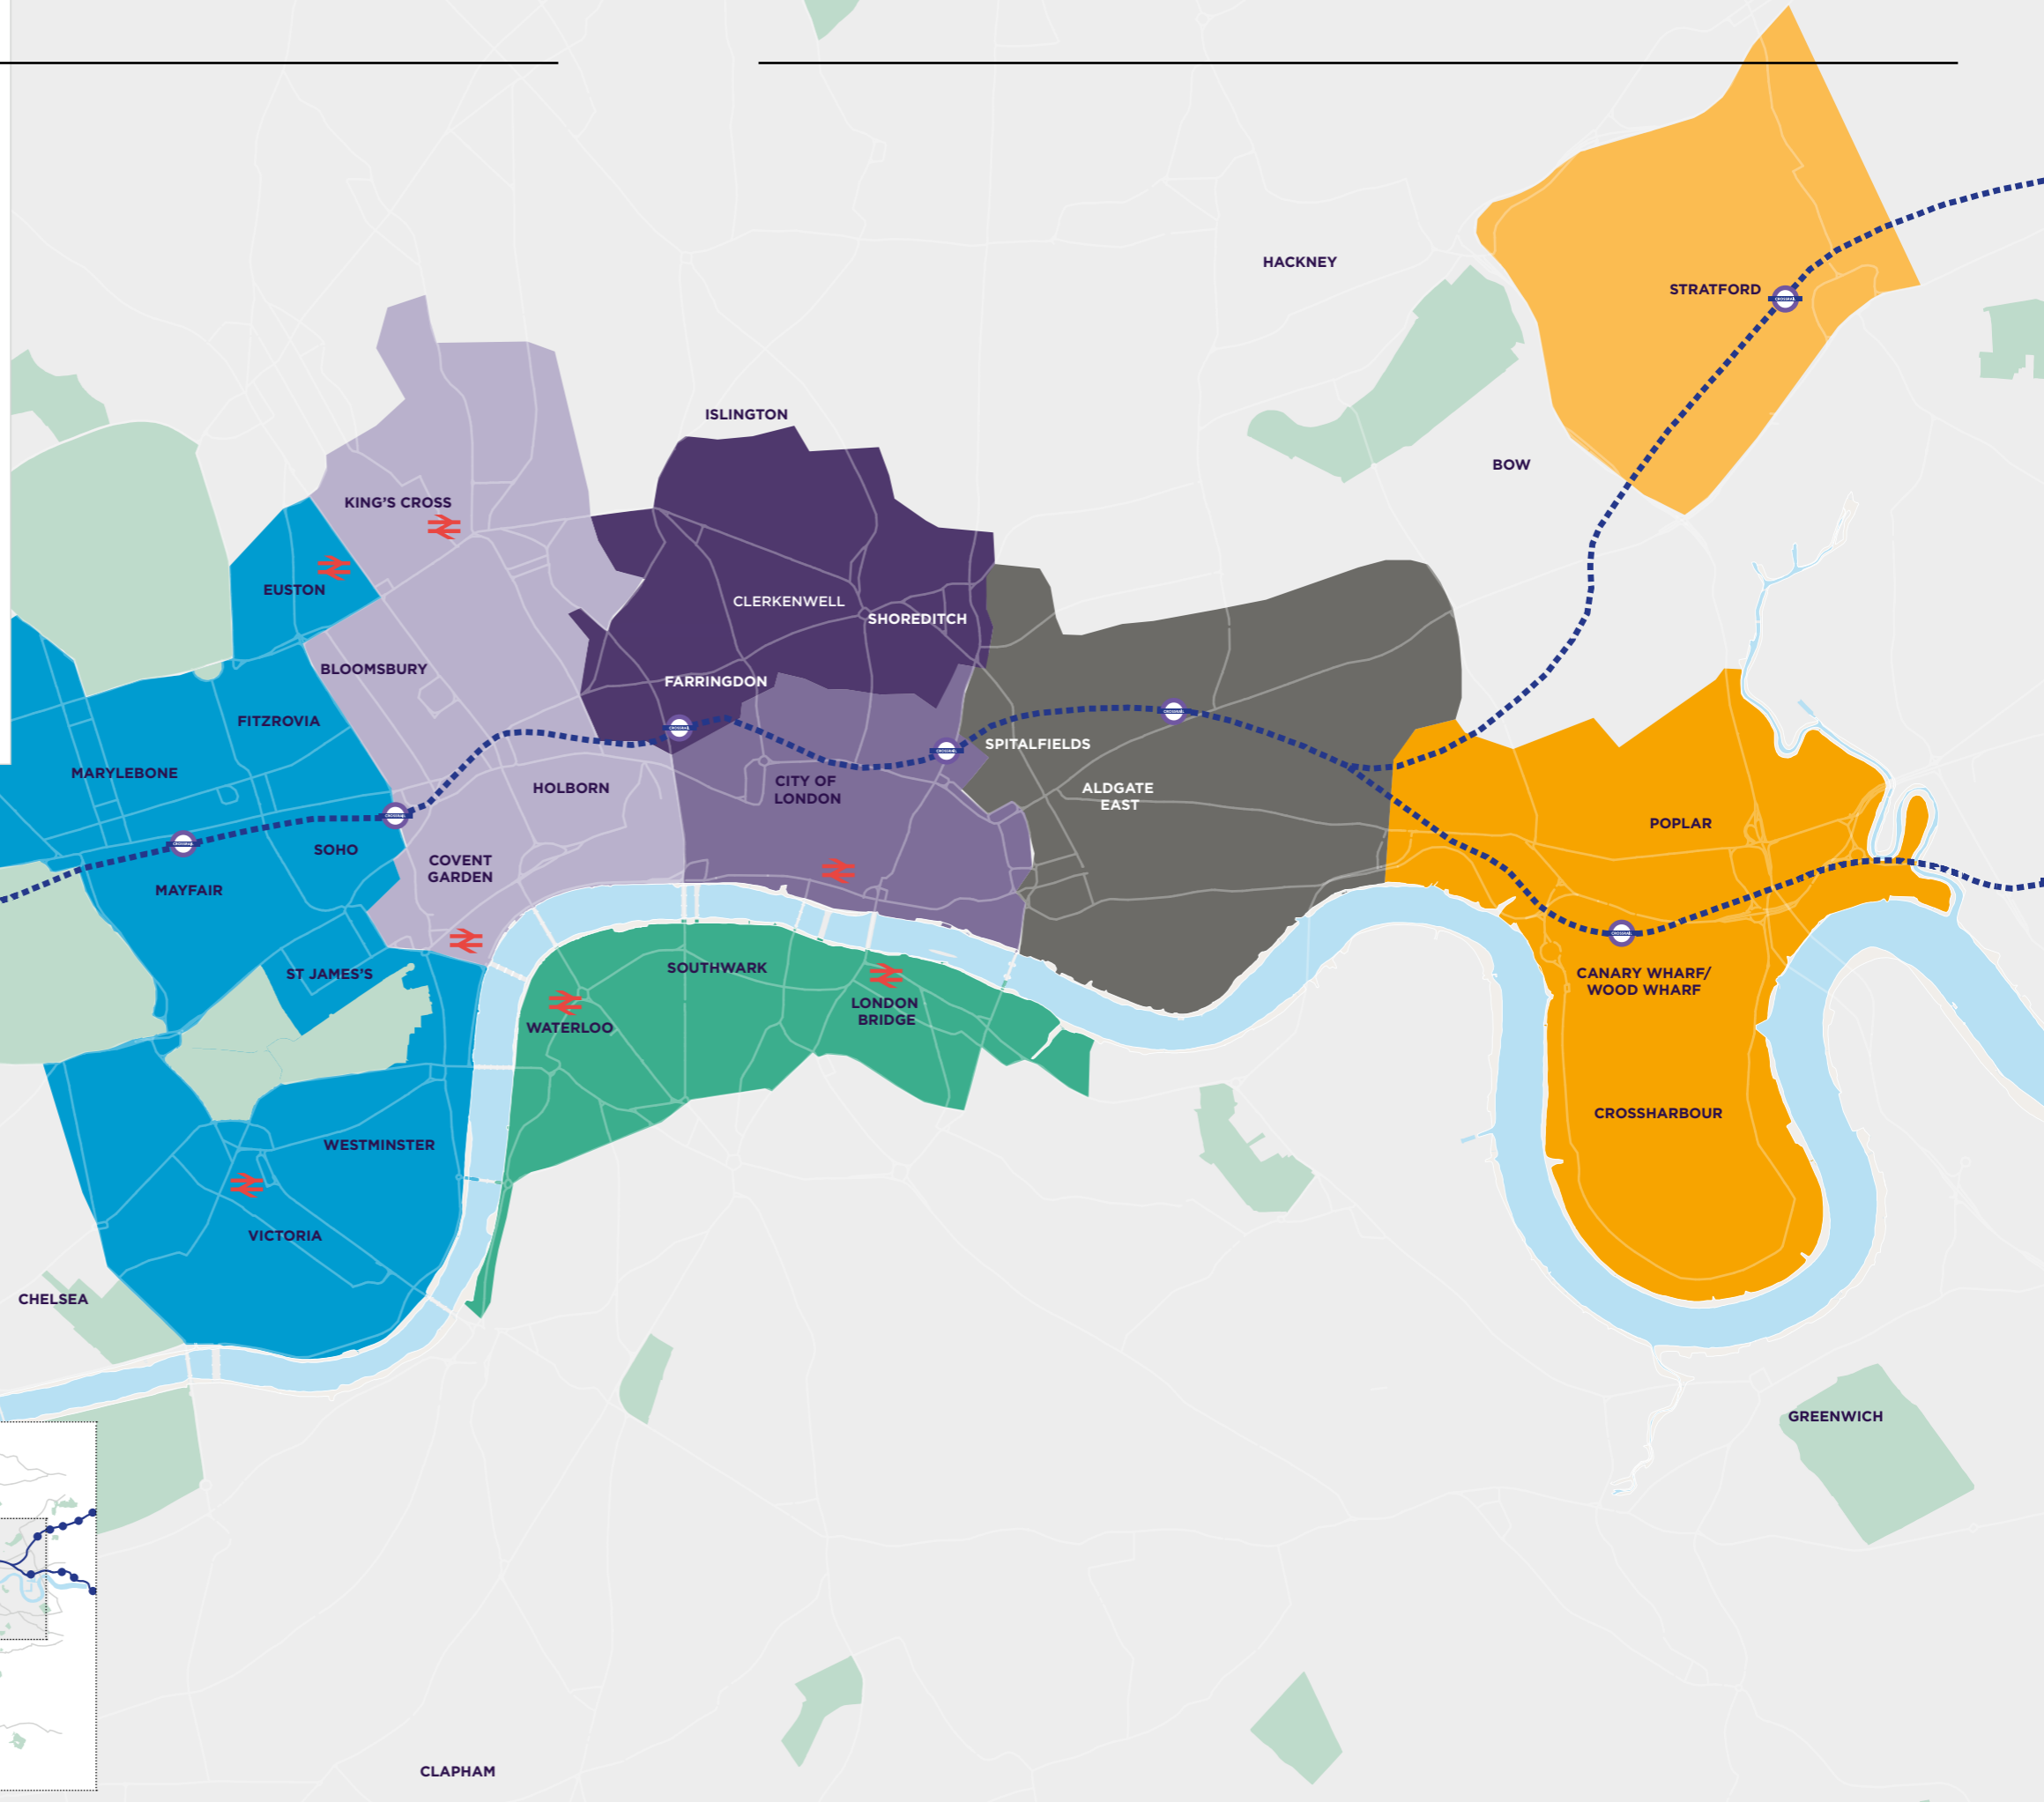 HACKNEY
STRATFORD
ISLINGTON
BOW
KING'S CROSS
EUSTON
CLERKENWELL
SHOREDITCH
BLOOMSBURY
FARRINGDON
FITZROVIA
SPITALFIELDS
MARYLEBONE
HOLBORN
CITY OF
LONDON
ALDGATE
EAST
POPLAR
SOHO
COVENT
GARDEN
MAYFAIR
ST JAMES'S
SOUTHWARK
CANARY WHARF/
WOOD WHARF
LONDON
BRIDGE
WATERLOO
CROSSHARBOUR
WESTMINSTER
VICTORIA
CHELSEA
GREENWICH
CLAPHAM